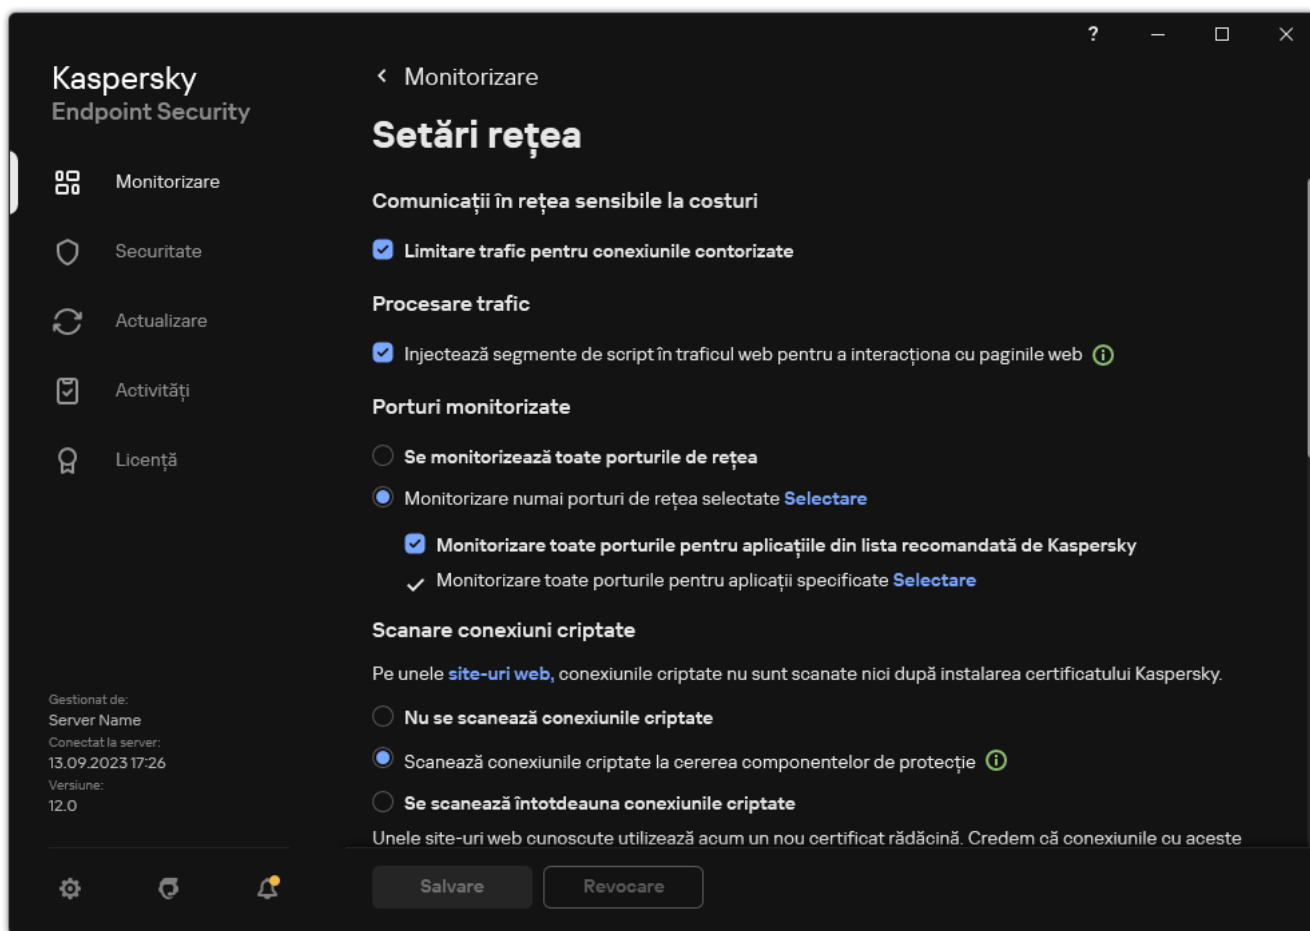 ?
Kaspersky
Endpoint Security
Monitorizare
Securitate
Actualizare
Activități
Licență
Gestionat de:
Server Name
Conectat la server:
13.09.2023 17:26
Versiune:
12.0
Monitorizare
Setări rețea
Comunicații în rețea sensibile la costuri
Limitare trafic pentru conexiunile contorizate
Procesare trafic
Injectează segmente de script în traficul web pentru a interacționa cu paginile web
Porturi monitorizate
Se monitorizează toate porturile de rețea
Monitorizare numai porturi de rețea selectate Selectare
Monitorizare toate porturile pentru aplicațiile din lista recomandată de Kaspersky
Monitorizare toate porturile pentru aplicații specificate Selectare
Scanare conexiuni criptate
Pe unele site-uri web, conexiunile criptate nu sunt scanate nici după instalarea certificatului Kaspersky.
Nu se scanează conexiunile criptate
Scanează conexiunile criptate la cererea componentelor de protecție
Se scanează întotdeauna conexiunile criptate
Unele site-uri web cunoscute utilizează acum un nou certificat rădăcină. Credem că conexiunile cu aceste
Salvare
Revocare